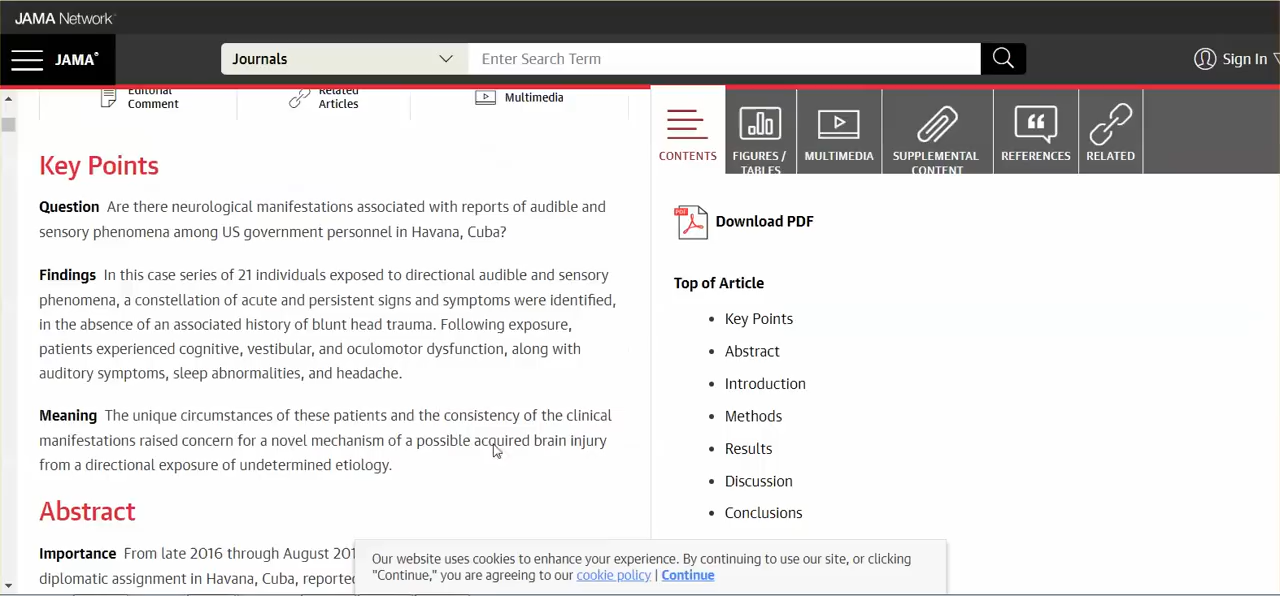 JAMA Network
JAMA
Journals
Enter Search Term
Sign In
Editorial
Comment
Related
Articles
Multimedia
CONTENTS
FIGURES /
TABLES
MULTIMEDIA
SUPPLEMENTAL
CONTENT
REFERENCES
RELATED
Key Points
Question Are there neurological manifestations associated with reports of audible and
sensory phenomena among US government personnel in Havana, Cuba?
Findings In this case series of 21 individuals exposed to directional audible and sensory
phenomena, a constellation of acute and persistent signs and symptoms were identified,
in the absence of an associated history of blunt head trauma. Following exposure,
patients experienced cognitive, vestibular, and oculomotor dysfunction, along with
auditory symptoms, sleep abnormalities, and headache.
Meaning The unique circumstances of these patients and the consistency of the clinical
manifestations raised concern for a novel mechanism of a possible acquired brain injury
from a directional exposure of undetermined etiology.
Abstract
Importance From late 2016 through August 201
diplomatic assignment in Havana, Cuba, reported
PDF
Download PDF
Top of Article
• Key Points
• Abstract
• Introduction
• Methods
• Results
• Discussion
• Conclusions
Our website uses cookies to enhance your experience. By continuing to use our site, or clicking
"Continue," you are agreeing to our cookie policy | Continue